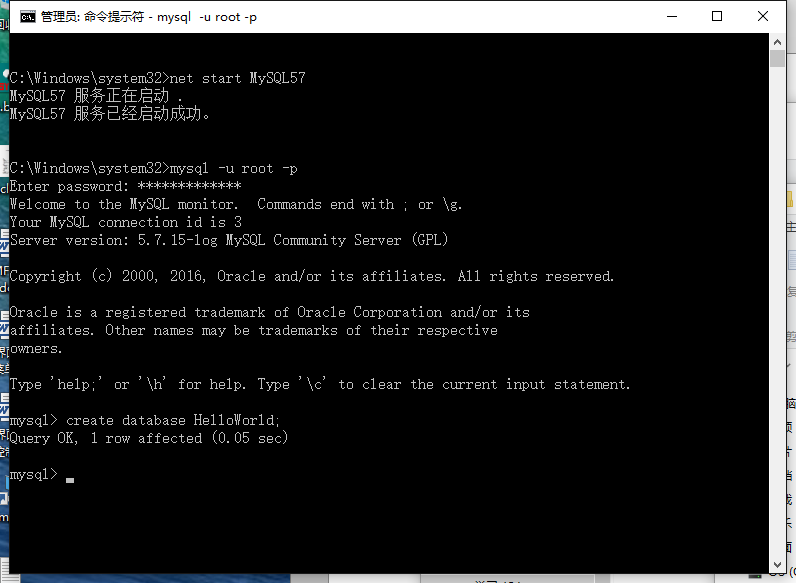 管理员: 命令提示符 - mysql  -u root -p
C:\Windows\system32>net start MySQL57
MySQL57 服务正在启动 .
MySQL57 服务已经启动成功。
C:\Windows\system32>mysql -u root -p
Enter password: *************
Welcome to the MySQL monitor.  Commands end with ; or \g.
Your MySQL connection id is 3
Server version: 5.7.15-log MySQL Community Server (GPL)
Copyright (c) 2000, 2016, Oracle and/or its affiliates. All rights reserved.
Oracle is a registered trademark of Oracle Corporation and/or its
affiliates. Other names may be trademarks of their respective
owners.
Type 'help;' or '\h' for help. Type '\c' to clear the current input statement.
mysql> create database HelloWorld;
Query OK, 1 row affected (0.05 sec)
mysql>